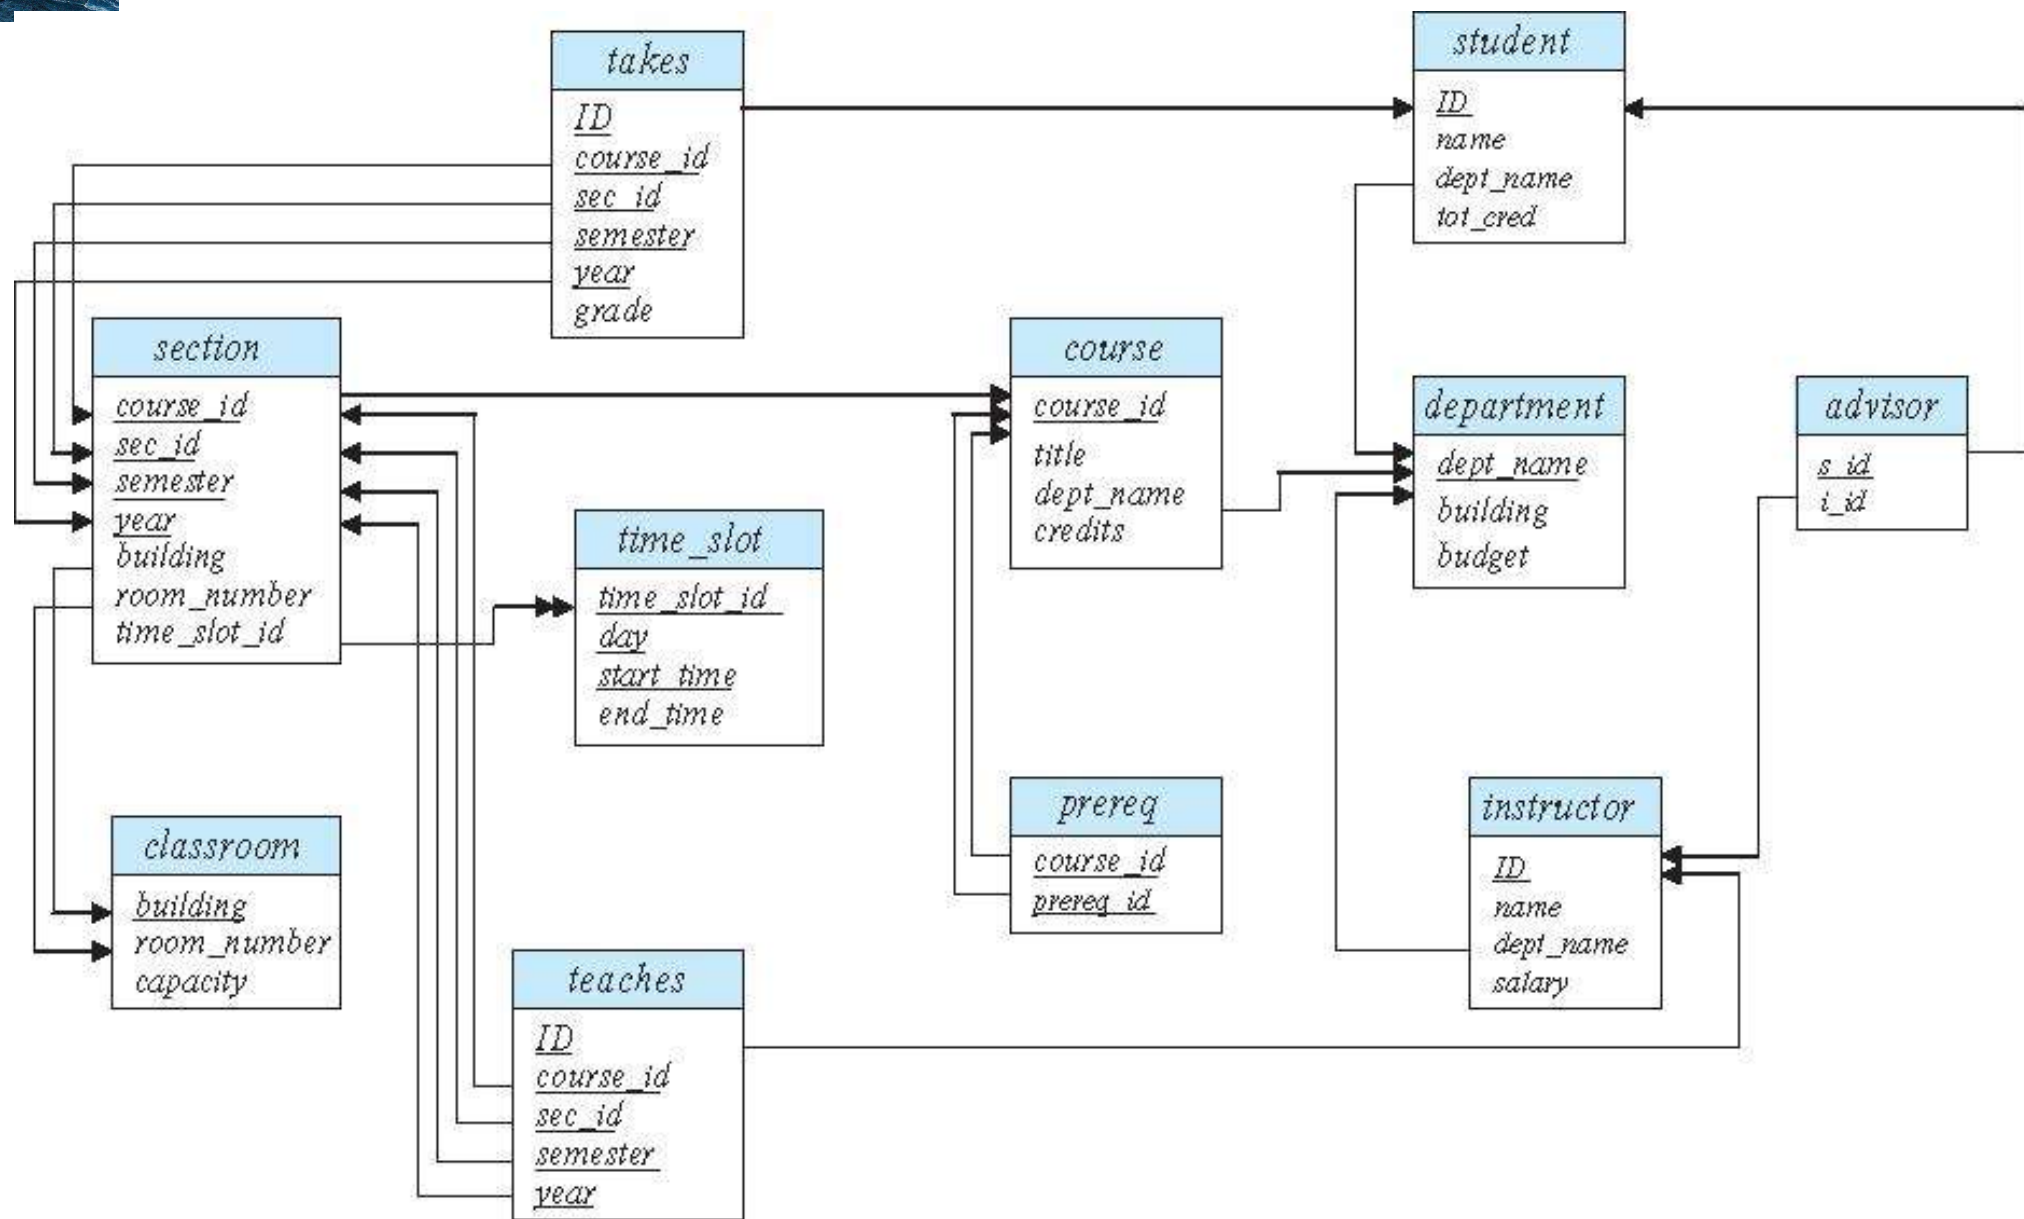 takes
ID
course_id
sec_id
semester
year
grade
student
ID
name
dept_name
tot_cred
section
course_id
sec_id
semester
year
building
room_number
time_slot_id
course
course_id
title
dept_name
credits
department
dept_name
building
budget
advisor
s_id
i_id
time_slot
time_slot_id
day
start_time
end_time
classroom
building
room_number
capacity
prereq
course_id
prereq_id
instructor
ID
name
dept_name
salary
teaches
ID
course_id
sec_id
semester
year